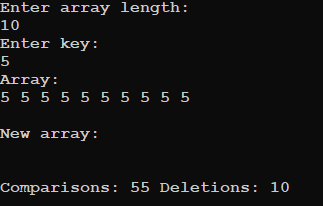 Enter array length:
10
Enter key:
5
Array:
5 5 5 5 5 5 5 5 5 5
New array:
Comparisons: 55 Deletions: 10